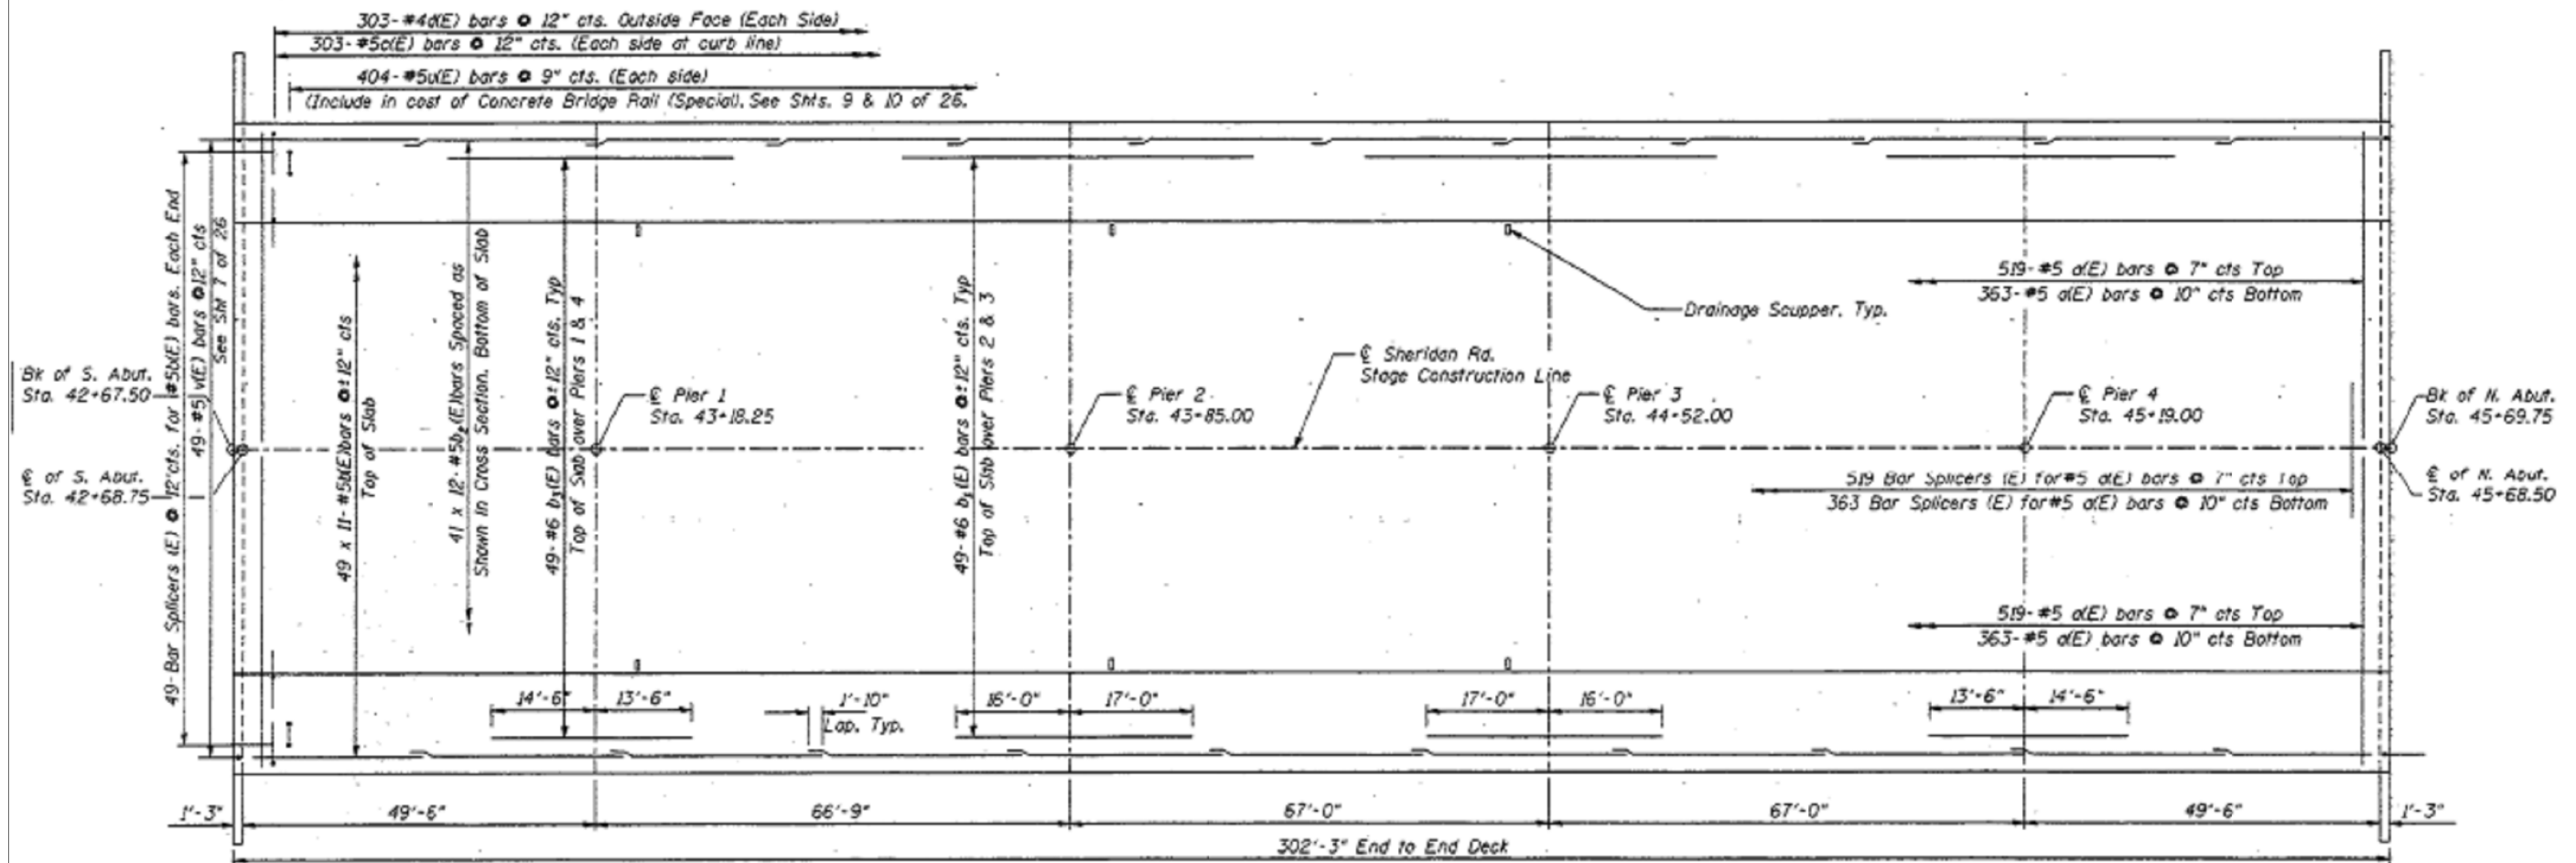 303-#4d(E) bars @ 12" cts. Outside Face (Each Side)
303-#5c(E) bars @ 12" cts. (Each side at curb line)
404-#5u(E) bars @ 9" cts. (Each side)
(Include in cost of Concrete Bridge Rail (Special). See Shts. 9 & 10 of 26.
49-Bar Splicers (E) @ 12"cts. for #5b(E) bars. Each End
49-#5 v(E) bars @12" cts
See Sht 7 of 26
49 x 11-#5b(E)bars @±12" cts
Top of Slab
41 x 12-#5b2(E)bars Spaced as
Shown in Cross Section. Bottom of Slab
49-#6 b1(E) bars @±12" cts. Typ
Top of Slab over Piers 1 & 4
49-#6 b1(E) bars @±12" cts. Typ
Top of Slab over Piers 2 & 3
519-#5 a(E) bars @ 7" cts Top
363-#5 a(E) bars @ 10" cts Bottom
Drainage Scupper, Typ.
℄ Sheridan Rd.
Stage Construction Line
Bk of S. Abut.
Sta. 42+67.50
℄ Pier 1
Sta. 43+18.25
℄ Pier 2
Sta. 43+85.00
℄ Pier 3
Sta. 44+52.00
℄ Pier 4
Sta. 45+19.00
Bk of N. Abut.
Sta. 45+69.75
℄ of S. Abut.
Sta. 42+68.75
519 Bar Splicers (E) for #5 a(E) bars @ 7" cts Top
363 Bar Splicers (E) for #5 a(E) bars @ 10" cts Bottom
℄ of N. Abut.
Sta. 45+68.50
519-#5 a(E) bars @ 7" cts Top
363-#5 a(E) bars @ 10" cts Bottom
14'-6" 13'-6" 1'-10" 16'-0" 17'-0" 17'-0" 16'-0" 13'-6" 14'-6"
Lap. Typ.
1'-3" 49'-6" 66'-9" 67'-0" 67'-0" 49'-6" 1'-3"
302'-3" End to End Deck